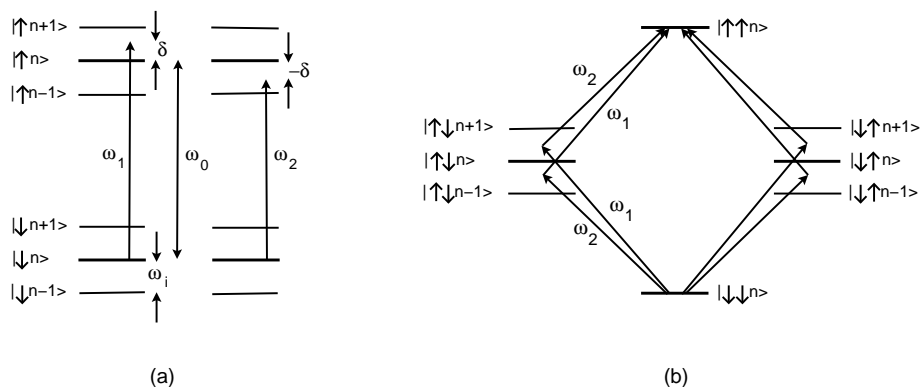 |↑n+1>
|↑n>
|↑n−1>
δ
−δ
ω1
ω0
ω2
|↓n+1>
|↓n>
|↓n−1>
ωi
(a)
|↑↑n>
ω2
ω1
|↑↓n+1>
|↑↓n>
|↑↓n−1>
|↓↑n+1>
|↓↑n>
|↓↑n−1>
ω1
ω2
|↓↓n>
(b)